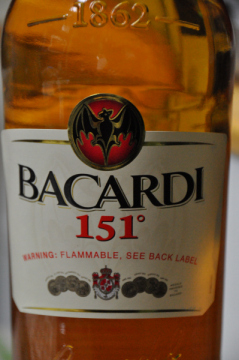 1862
BACARDI
151°
WARNING: FLAMMABLE, SEE BACK LABEL